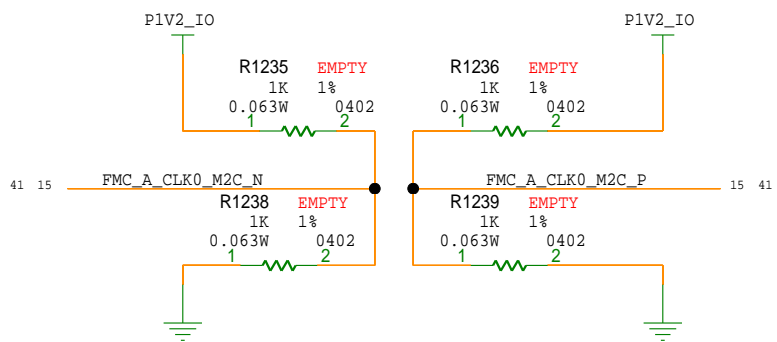 P1V2_IO P1V2_IO
R1235 EMPTY R1236 EMPTY
1K 1% 1K 1%
0.063W 0402 0.063W 0402
1 2 1 2
41 15 FMC_A_CLK0_M2C_N FMC_A_CLK0_M2C_P 15 41
R1238 EMPTY R1239 EMPTY
1K 1% 1K 1%
0.063W 0402 0.063W 0402
1 2 1 2